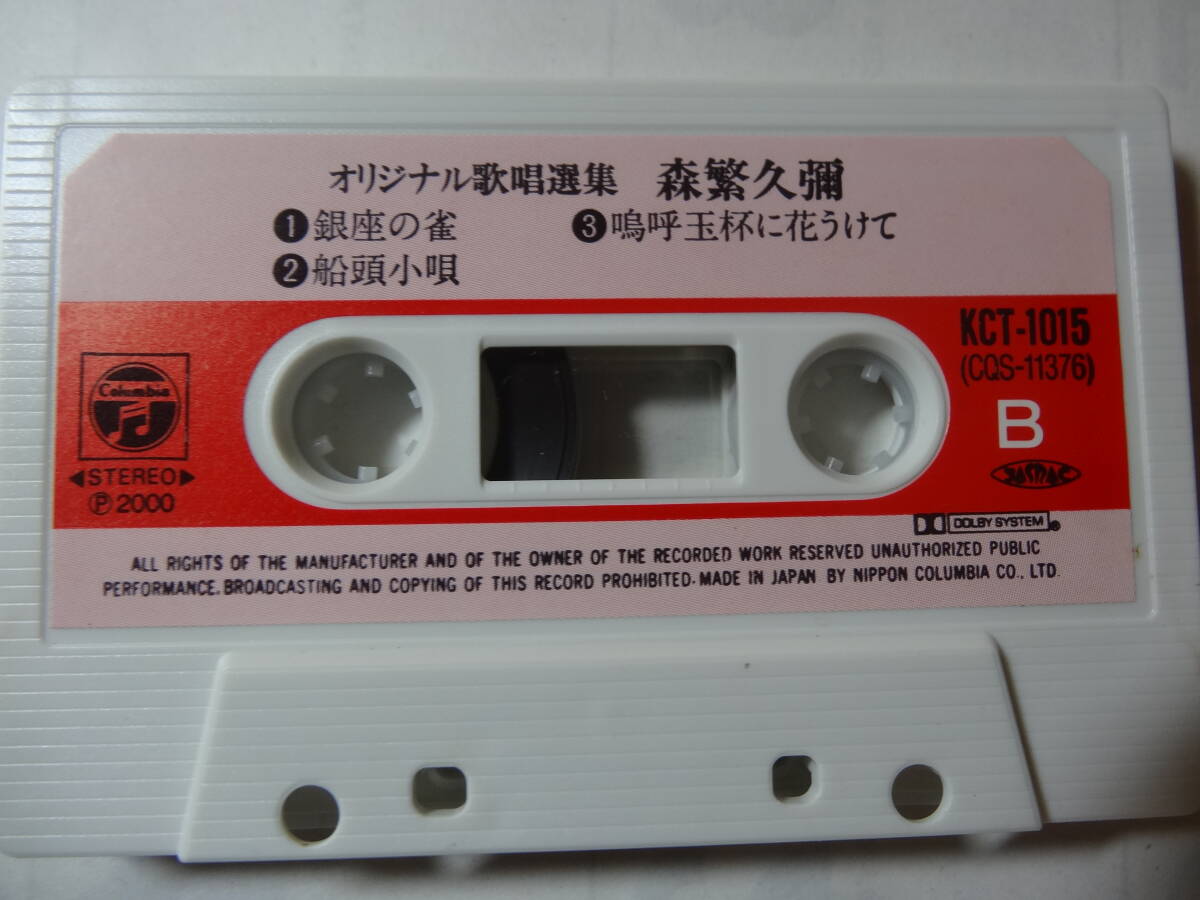 オリジナル歌唱選集 森繁久彌
❶銀座の雀
❷船頭小唄
❸嗚呼玉杯に花うけて
KCT-1015
(CQS-11376)
B
JASRAC
Columbia
◀STEREO▶
Ⓟ2000
DOLBY SYSTEM®
ALL RIGHTS OF THE MANUFACTURER AND OF THE OWNER OF THE RECORDED WORK RESERVED UNAUTHORIZED PUBLIC
PERFORMANCE, BROADCASTING AND COPYING OF THIS RECORD PROHIBITED. MADE IN JAPAN BY NIPPON COLUMBIA CO., LTD.